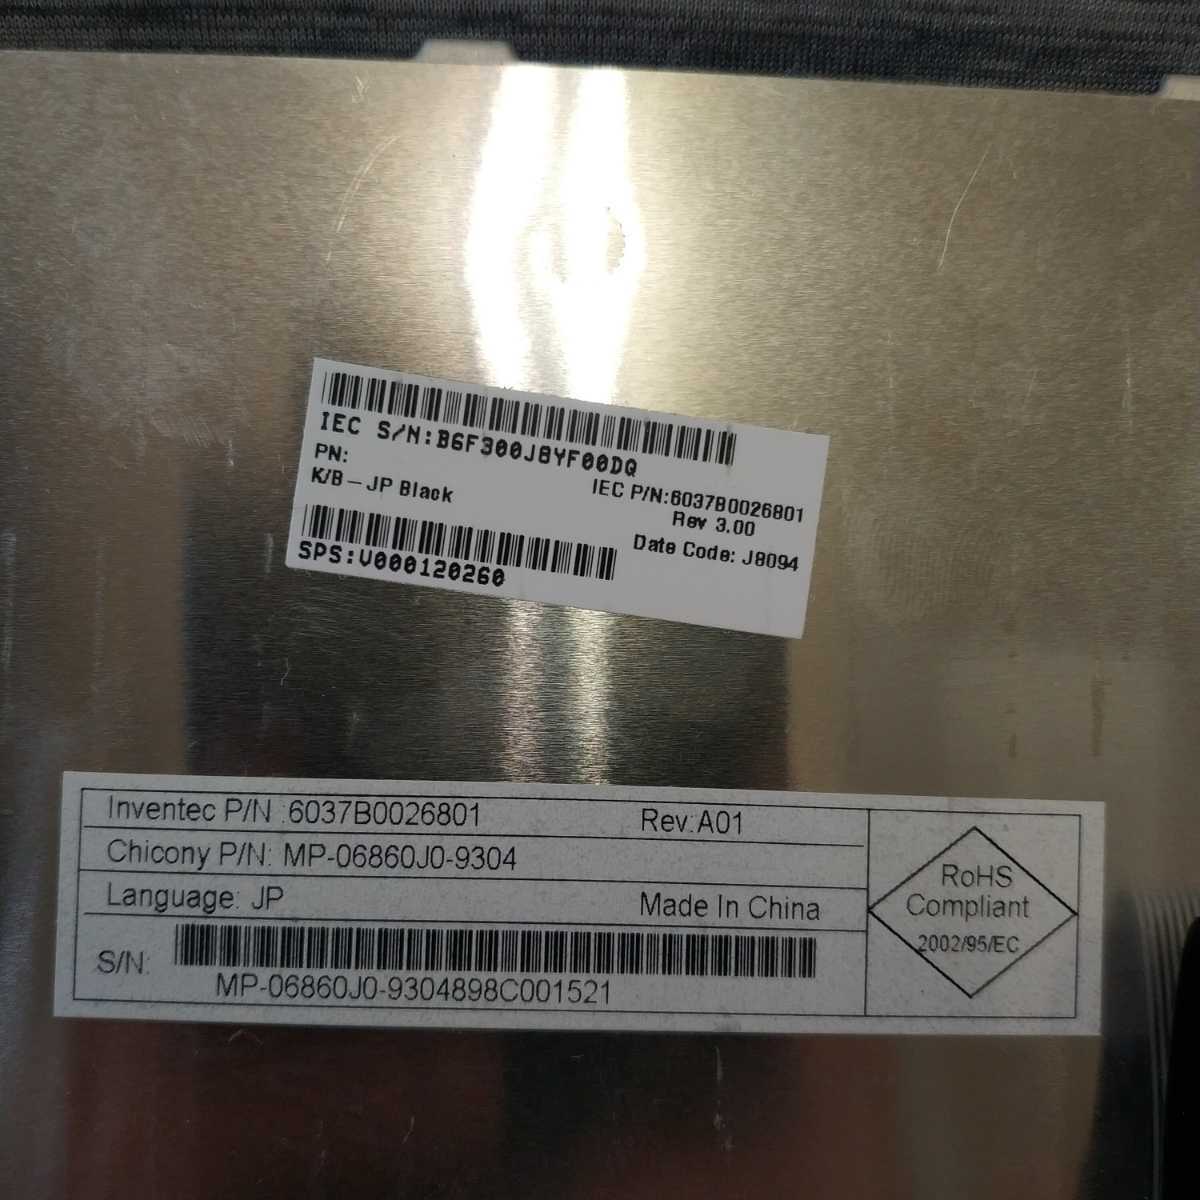 IEC S/N:B6F300J8YF00DQ
PN:
IEC P/N:6037B0026801
K/B-JP Black
Rev 3.00
Date Code: J8094
SPS:V000120260
Inventec P/N :6037B0026801
Rev:A01
Chicony P/N: MP-06860J0-9304
Language: JP
Made In China
S/N:
MP-06860J0-9304898C001521
RoHS
Compliant
2002/95/EC